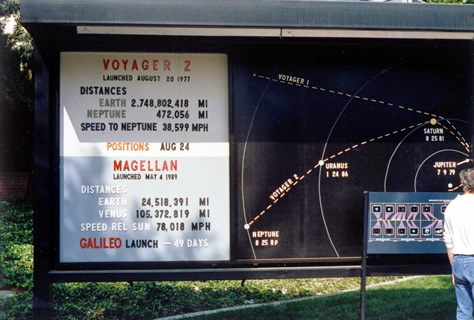 VOYAGER 2
LAUNCHED AUGUST 20 1977
DISTANCES
EARTH 2,748,802,418 MI
NEPTUNE 472,056 MI
SPEED TO NEPTUNE 38,599 MPH
POSITIONS AUG 24
MAGELLAN
LAUNCHED MAY 4 1989
DISTANCES
EARTH 24,518,391 MI
VENUS 105,372,819 MI
SPEED REL SUN 78,018 MPH
GALILEO LAUNCH — 49 DAYS
VOYAGER 1
SATURN
8 25 81
URANUS
1 24 86
JUPITER
7 9 79
VOYAGER 2
NEPTUNE
8 25 89